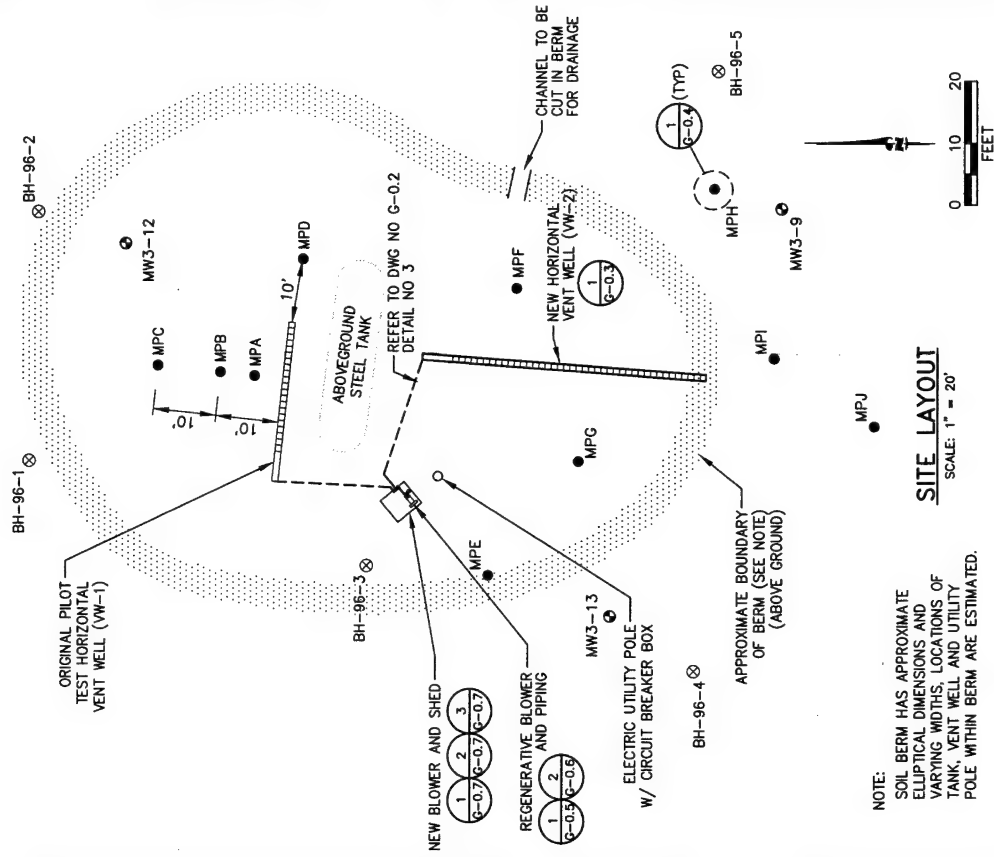 BH-96-1
BH-96-2
ORIGINAL PILOT
TEST HORIZONTAL
VENT WELL (VW-1)
MW3-12
MPC
10'
MPB
10'
MPA
MPD
10'
ABOVEGROUND
STEEL TANK
REFER TO DWG NO G-0.2
DETAIL NO 3
CHANNEL TO BE
CUT IN BERM
FOR DRAINAGE
BH-96-3
NEW BLOWER AND SHED
1
G-0.7
2
G-0.7
3
G-0.7
MPE
MPF
NEW HORIZONTAL
VENT WELL (VW-2)
1
G-0.3
REGENERATIVE BLOWER
AND PIPING
1
G-0.5
2
G-0.6
MPG
MW3-13
ELECTRIC UTILITY POLE
W/ CIRCUIT BREAKER BOX
BH-96-4
APPROXIMATE BOUNDARY
OF BERM (SEE NOTE)
(ABOVE GROUND)
1
G-0.4
(TYP)
MPH
BH-96-5
MW3-9
MPI
MPJ
NOTE:
SOIL BERM HAS APPROXIMATE
ELLIPTICAL DIMENSIONS AND
VARYING WIDTHS, LOCATIONS OF
TANK, VENT WELL AND UTILITY
POLE WITHIN BERM ARE ESTIMATED.
SITE LAYOUT
SCALE: 1" = 20'
0 10 20
FEET